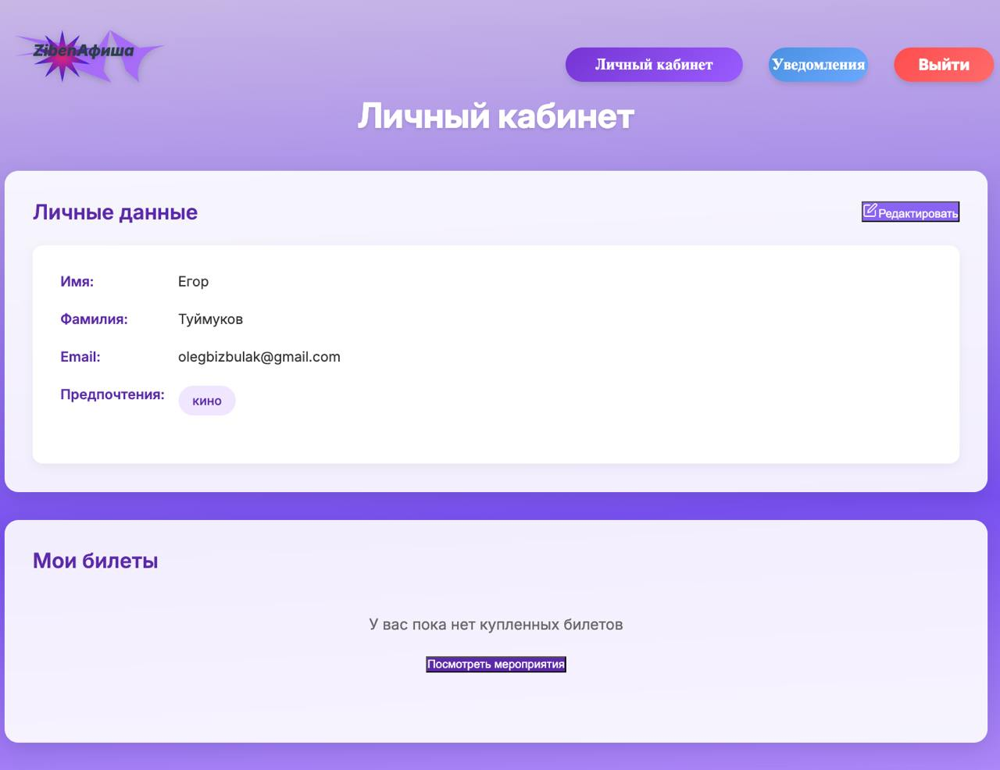 ZibenАфиша
Личный кабинет
Уведомления
Выйти
Личный кабинет
Личные данные
Редактировать
Имя: Егор
Фамилия: Туймуков
Email: olegbizbulak@gmail.com
Предпочтения: кино
Мои билеты
У вас пока нет купленных билетов
Посмотреть мероприятия